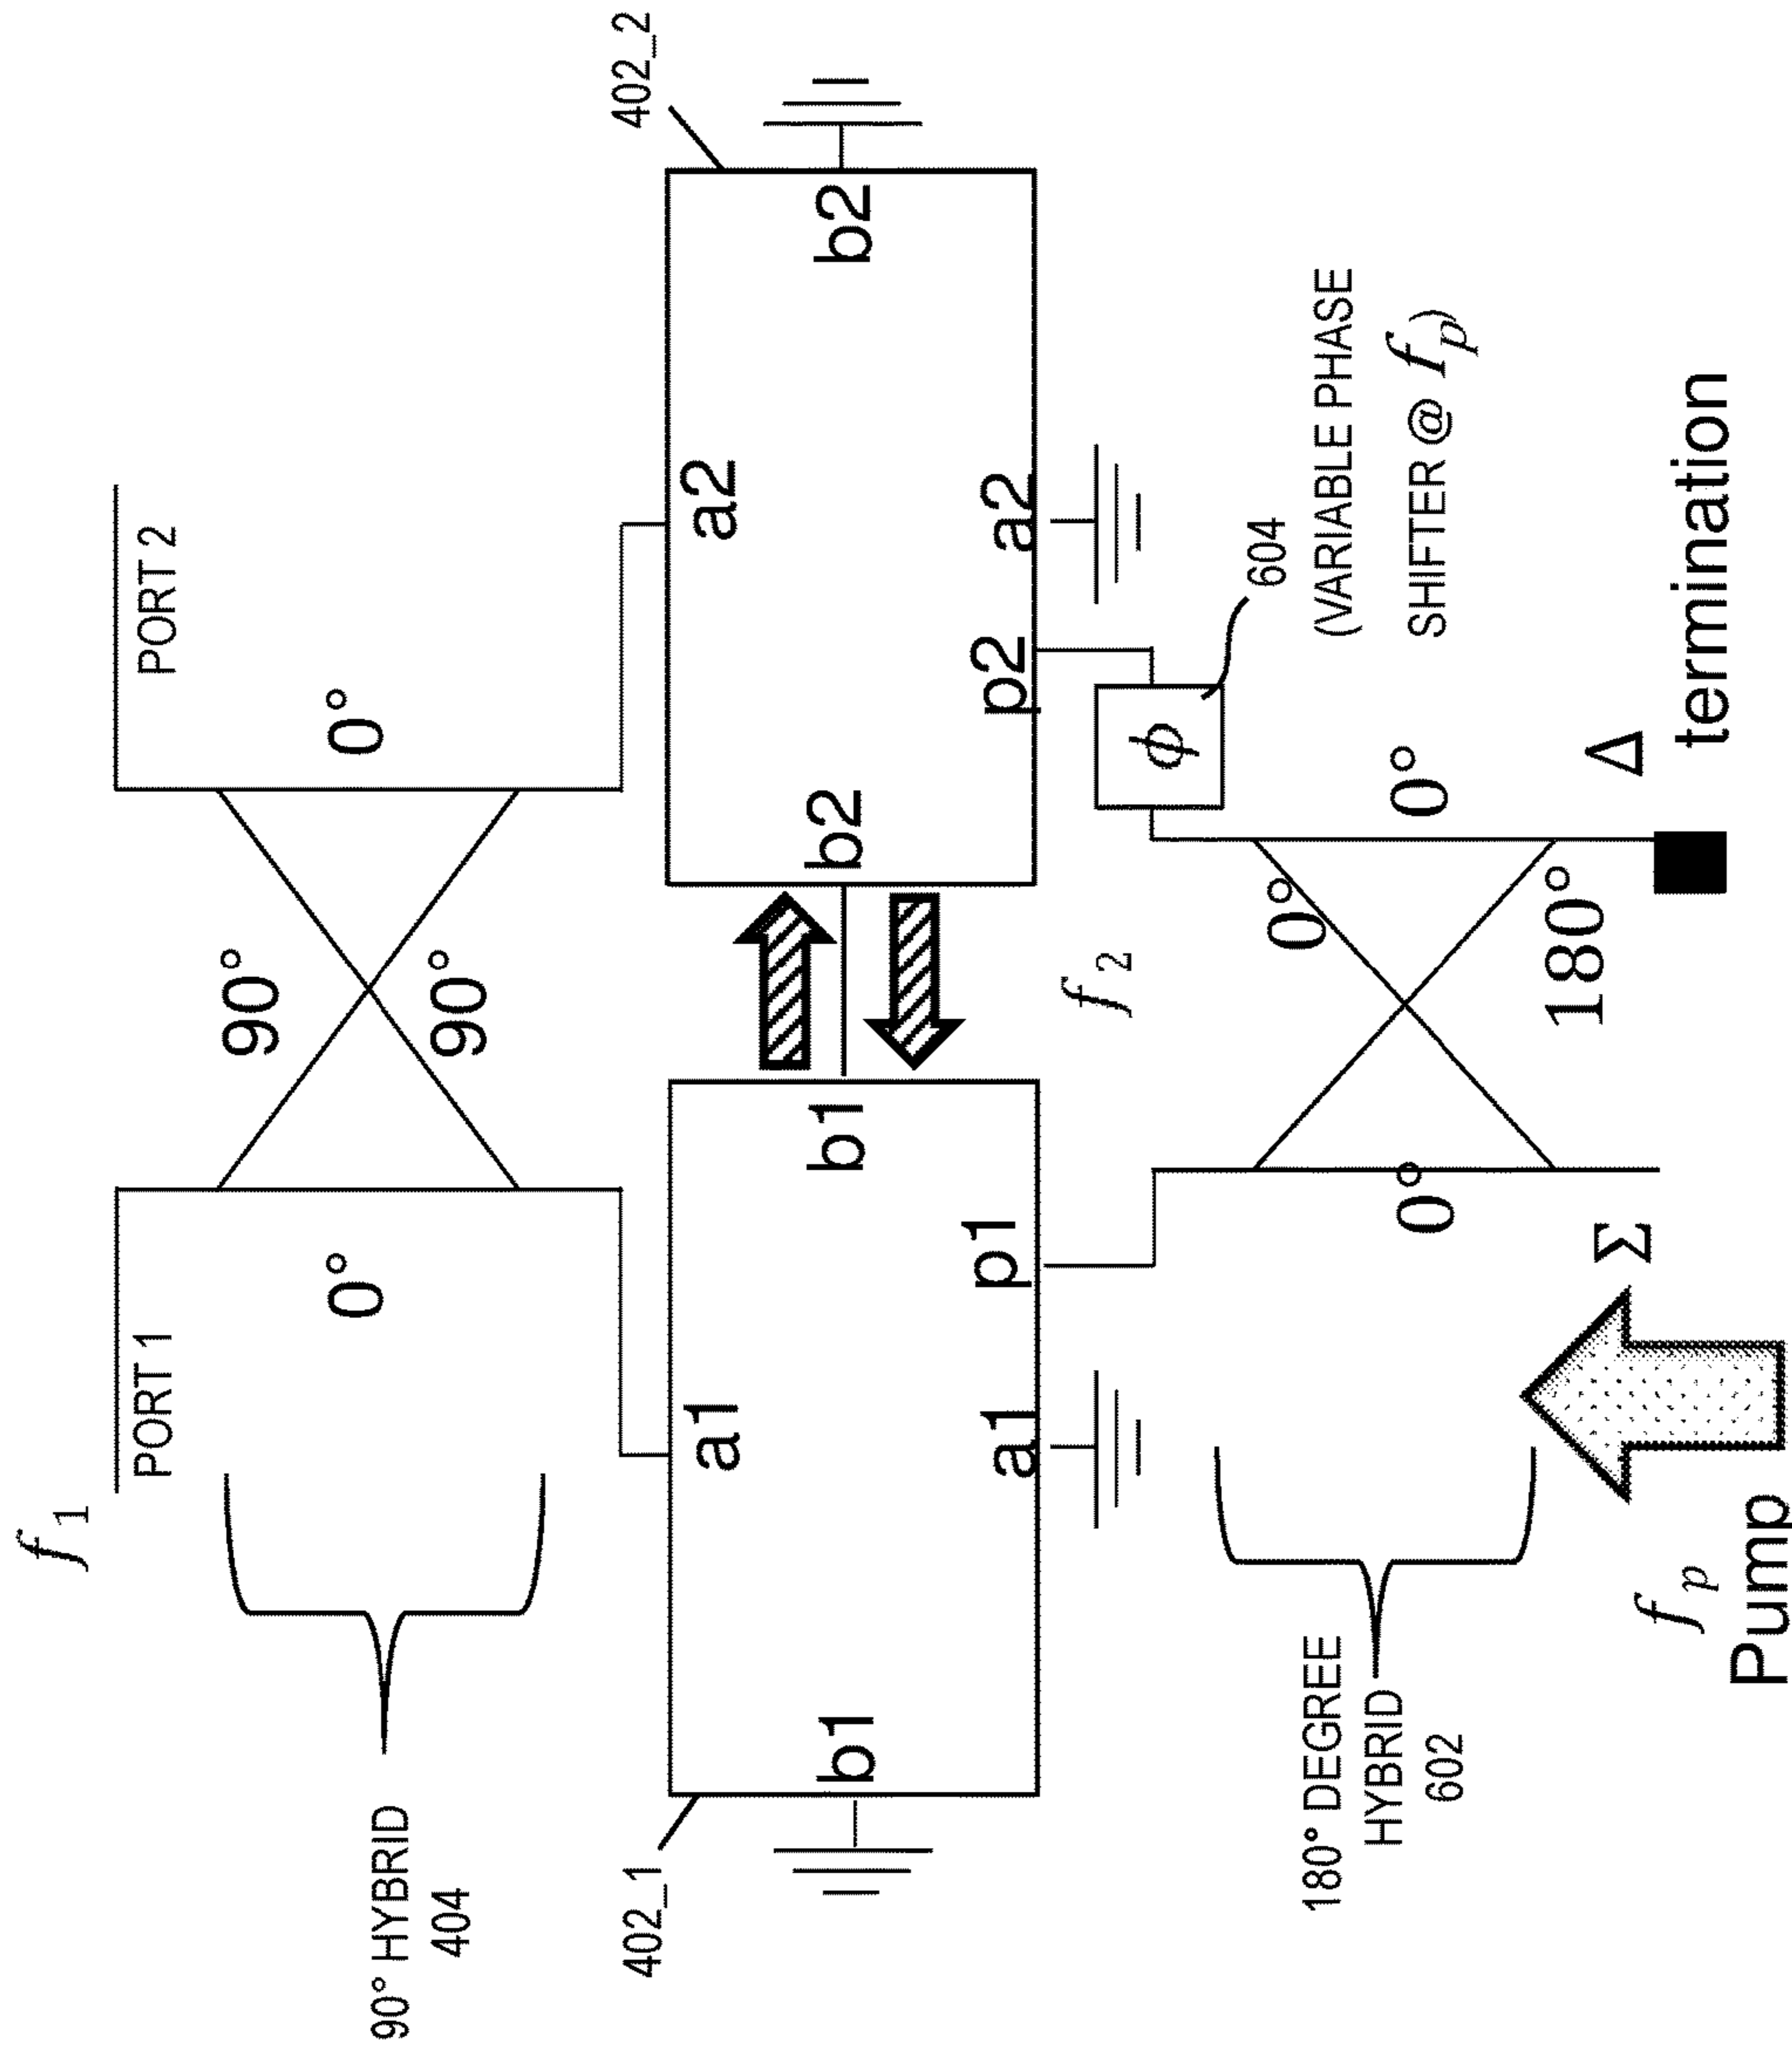 f₁
PORT 1
PORT 2
90°
0°
0°
90°
90° HYBRID
404
402_1
402_2
a1
a2
b1
b1
b2
b2
a1
p1
p2
a2
f₂
ϕ
604
(VARIABLE PHASE
SHIFTER @ fₚ)
180° DEGREE
HYBRID
602
0°
0°
0°
180°
Σ
Δ
fₚ
Pump
termination